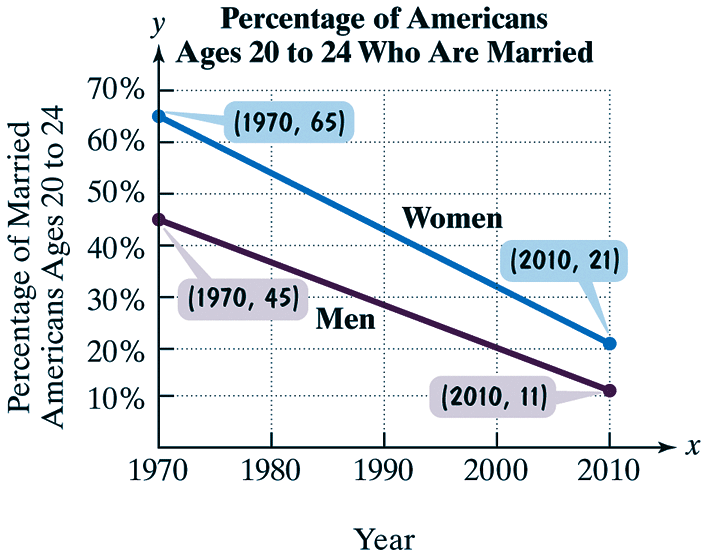 Percentage of Americans
Ages 20 to 24 Who Are Married
y
Percentage of Married
Americans Ages 20 to 24
70%
60%
50%
40%
30%
20%
10%
(1970, 65)
Women
(2010, 21)
(1970, 45)
Men
(2010, 11)
x
1970 1980 1990 2000 2010
Year